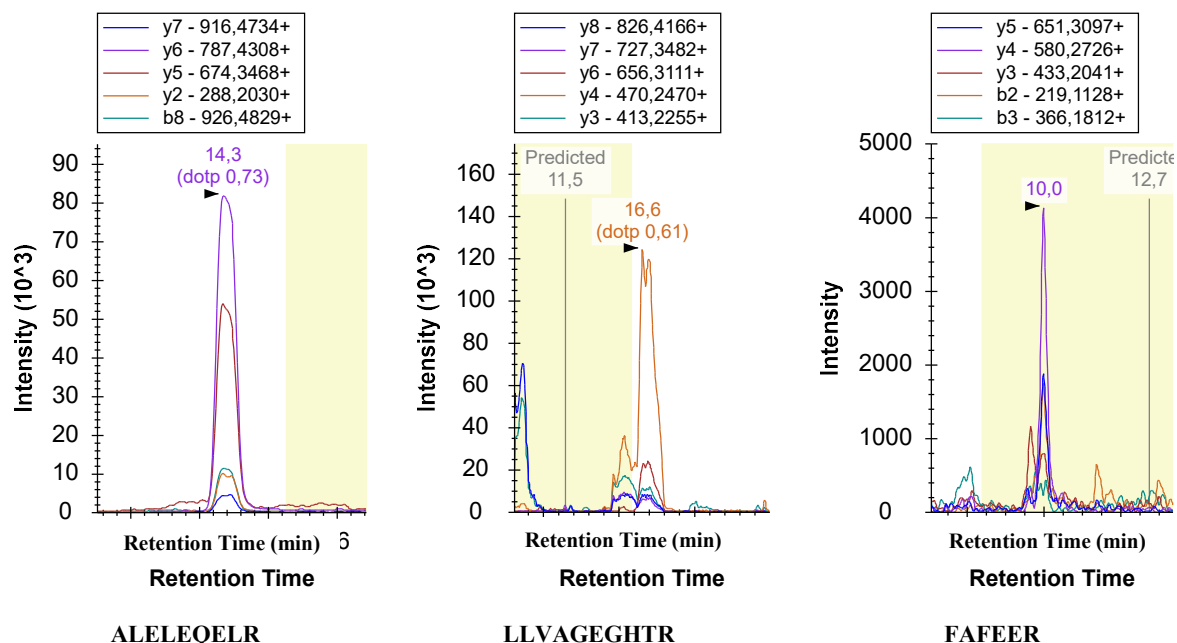 y7 - 916,4734+
y6 - 787,4308+
y5 - 674,3468+
y2 - 288,2030+
b8 - 926,4829+
14,3
(dotp 0,73)
90
80
70
60
50
40
30
20
10
0
Intensity (10^3)
Retention Time (min) 6
Retention Time
ALELEQELR
y8 - 826,4166+
y7 - 727,3482+
y6 - 656,3111+
y4 - 470,2470+
y3 - 413,2255+
Predicted
11,5
16,6
(dotp 0,61)
160
140
120
100
80
60
40
20
0
Intensity (10^3)
Retention Time (min)
Retention Time
LLVAGEGHTR
y5 - 651,3097+
y4 - 580,2726+
y3 - 433,2041+
b2 - 219,1128+
b3 - 366,1812+
Predicte
12,7
10,0
5000
4000
3000
2000
1000
0
Intensity
Retention Time (min)
Retention Time
FAFEER